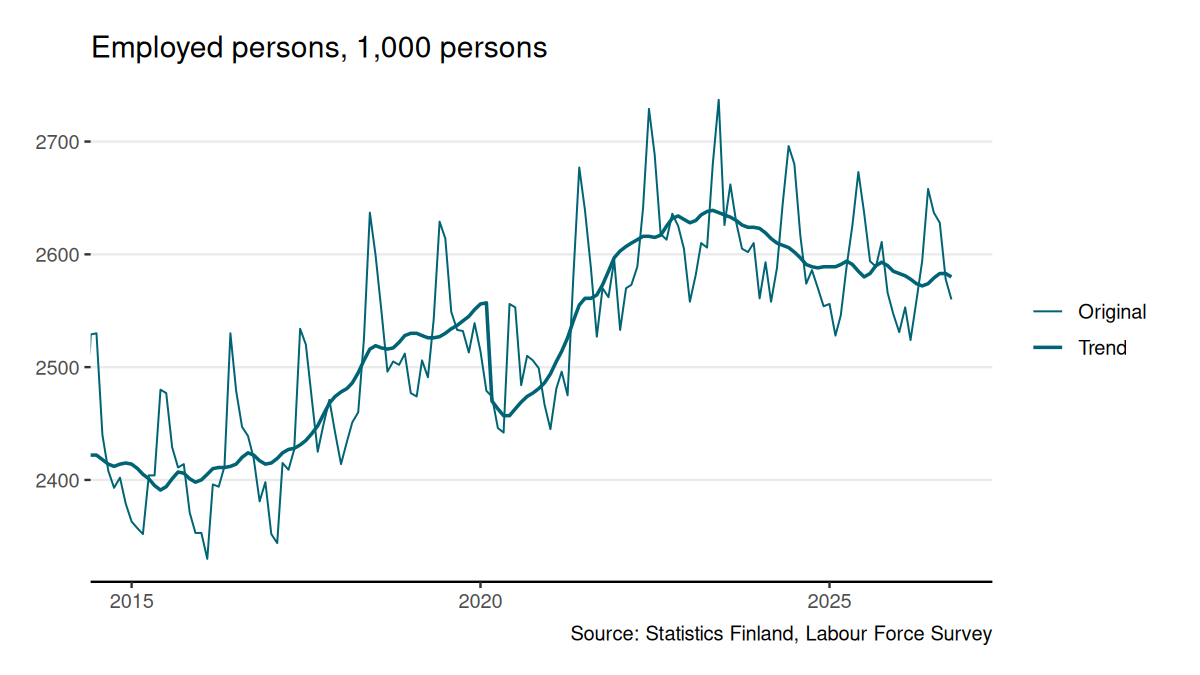 Employed persons, 1,000 persons
2700
2600
2500
2400
2015
2020
2025
Original
Trend
Source: Statistics Finland, Labour Force Survey